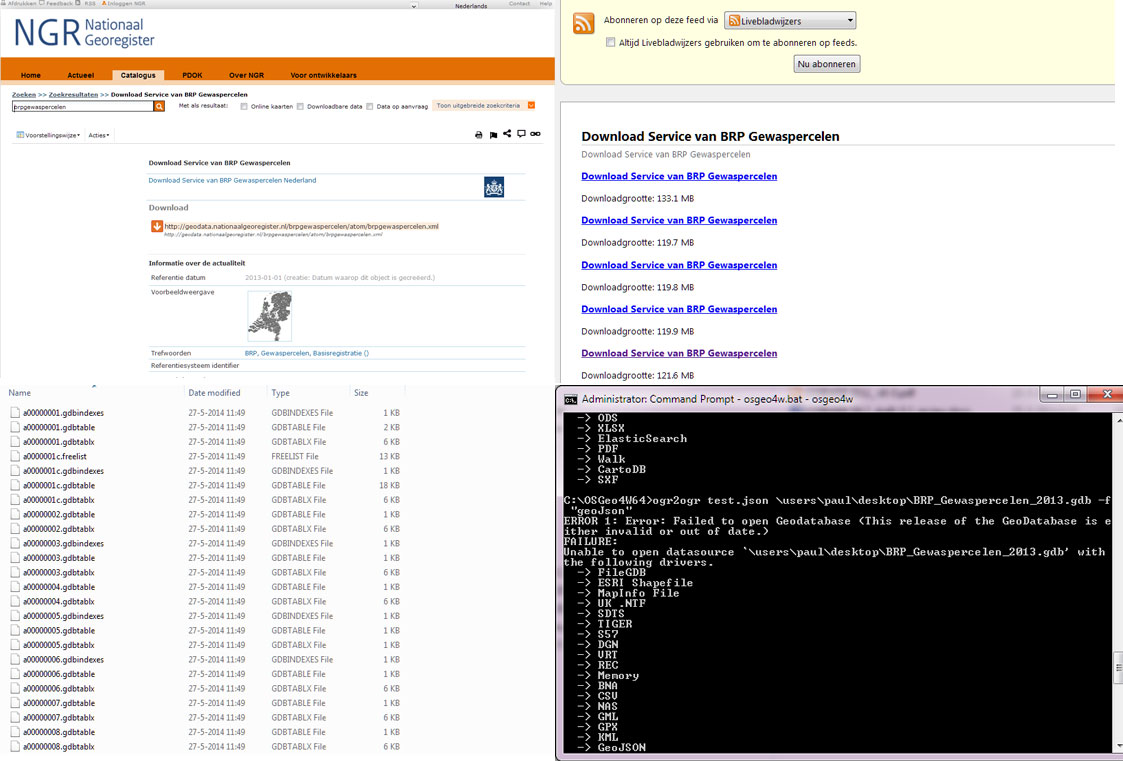 Afdrukken Feedback RSS Inloggen NGR
Nederlands
Contact Help
NGR Nationaal Georegister
Home Actueel Catalogus PDOK Over NGR Voor ontwikkelaars
Zoeken >> Zoekresultaten >> Download Service van BRP Gewaspercelen
brpgewaspercelen
Met als resultaat: Online kaarten Downloadbare data Data op aanvraag Toon uitgebreide zoekcriteria
Voorstellingswijze Acties
Download Service van BRP Gewaspercelen
Download Service van BRP Gewaspercelen Nederland
Download
http://geodata.nationaalgeoregister.nl/brpgewaspercelen/atom/brpgewaspercelen.xml
http://geodata.nationaalgeoregister.nl/brpgewaspercelen/atom/brpgewaspercelen.xml
Informatie over de actualiteit
Referentie datum 2013-01-01 (creatie: Datum waarop dit object is gecreëerd.)
Voorbeeldweergave
Trefwoorden BRP, Gewaspercelen, Basisregistratie ()
Referentiesysteem identifier
Abonneren op deze feed via Livebladwijzers
Altijd Livebladwijzers gebruiken om te abonneren op feeds.
Nu abonneren
Download Service van BRP Gewaspercelen
Download Service van BRP Gewaspercelen
Download Service van BRP Gewaspercelen
Downloadgrootte: 133.1 MB
Download Service van BRP Gewaspercelen
Downloadgrootte: 119.7 MB
Download Service van BRP Gewaspercelen
Downloadgrootte: 119.8 MB
Download Service van BRP Gewaspercelen
Downloadgrootte: 119.9 MB
Download Service van BRP Gewaspercelen
Downloadgrootte: 121.6 MB
Name Date modified Type Size
a00000001.gdbindexes 27-5-2014 11:49 GDBINDEXES File 1 KB
a00000001.gdbtable 27-5-2014 11:49 GDBTABLE File 2 KB
a00000001.gdbtablx 27-5-2014 11:49 GDBTABLX File 6 KB
a0000001c.freelist 27-5-2014 11:49 FREELIST File 13 KB
a0000001c.gdbindexes 27-5-2014 11:49 GDBINDEXES File 1 KB
a0000001c.gdbtable 27-5-2014 11:49 GDBTABLE File 18 KB
a0000001c.gdbtablx 27-5-2014 11:49 GDBTABLX File 6 KB
a00000002.gdbtable 27-5-2014 11:49 GDBTABLE File 1 KB
a00000002.gdbtablx 27-5-2014 11:49 GDBTABLX File 6 KB
a00000003.gdbindexes 27-5-2014 11:49 GDBINDEXES File 1 KB
a00000003.gdbtable 27-5-2014 11:49 GDBTABLE File 1 KB
a00000003.gdbtablx 27-5-2014 11:49 GDBTABLX File 6 KB
a00000004.gdbtable 27-5-2014 11:49 GDBTABLE File 1 KB
a00000004.gdbtablx 27-5-2014 11:49 GDBTABLX File 6 KB
a00000005.gdbindexes 27-5-2014 11:49 GDBINDEXES File 1 KB
a00000005.gdbtable 27-5-2014 11:49 GDBTABLE File 1 KB
a00000005.gdbtablx 27-5-2014 11:49 GDBTABLX File 6 KB
a00000006.gdbindexes 27-5-2014 11:49 GDBINDEXES File 1 KB
a00000006.gdbtable 27-5-2014 11:49 GDBTABLE File 1 KB
a00000006.gdbtablx 27-5-2014 11:49 GDBTABLX File 6 KB
a00000007.gdbtable 27-5-2014 11:49 GDBTABLE File 1 KB
a00000007.gdbtablx 27-5-2014 11:49 GDBTABLX File 6 KB
a00000008.gdbtable 27-5-2014 11:49 GDBTABLE File 1 KB
a00000008.gdbtablx 27-5-2014 11:49 GDBTABLX File 6 KB
Administrator: Command Prompt - osgeo4w.bat - osgeo4w
-> ODS
-> XLSX
-> ElasticSearch
-> PDF
-> Walk
-> CartoDB
-> SXF
C:\OSGeo4W64>ogr2ogr test.json \users\paul\desktop\BRP_Gewaspercelen_2013.gdb -f
"geoJson"
ERROR 1: Error: Failed to open Geodatabase (This release of the GeoDatabase is e
ither invalid or out of date.)
FAILURE:
Unable to open datasource `\users\paul\desktop\BRP_Gewaspercelen_2013.gdb' with
the following drivers.
-> FileGDB
-> ESRI Shapefile
-> MapInfo File
-> UK .NTF
-> SDTS
-> TIGER
-> S57
-> DGN
-> VRT
-> REC
-> Memory
-> BNA
-> CSV
-> NAS
-> GML
-> GPX
-> KML
-> GeoJSON